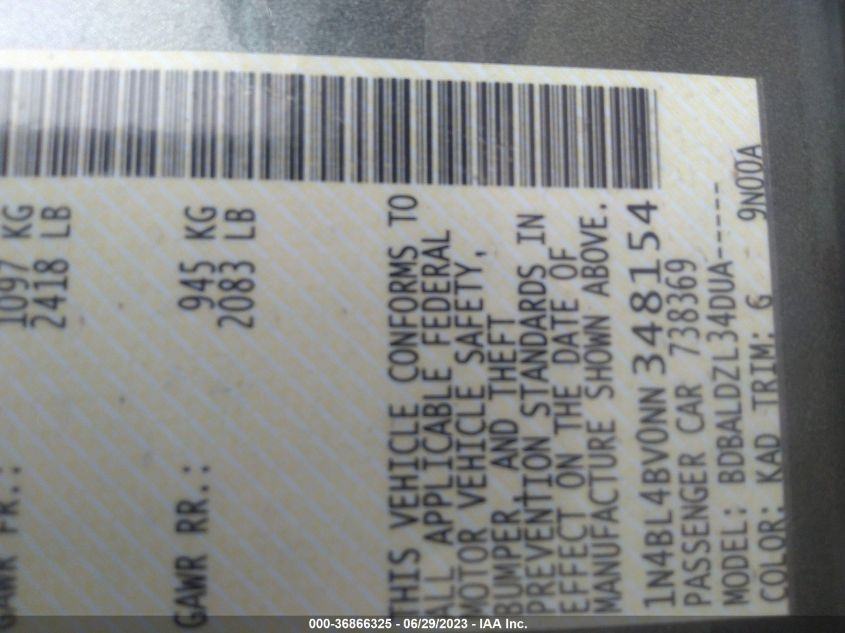 GAWR FR.: 1097 KG
2418 LB
GAWR RR.: 945 KG
2083 LB
THIS VEHICLE CONFORMS TO
ALL APPLICABLE FEDERAL
MOTOR VEHICLE SAFETY,
BUMPER, AND THEFT
PREVENTION STANDARDS IN
EFFECT ON THE DATE OF
MANUFACTURE SHOWN ABOVE.
1N4BL4BV0NN348154
PASSENGER CAR 738369
MODEL: BDBALDZL34DUA-----
COLOR: KAD TRIM: G 9N00A
000-36866325 - 06/29/2023 - IAA Inc.